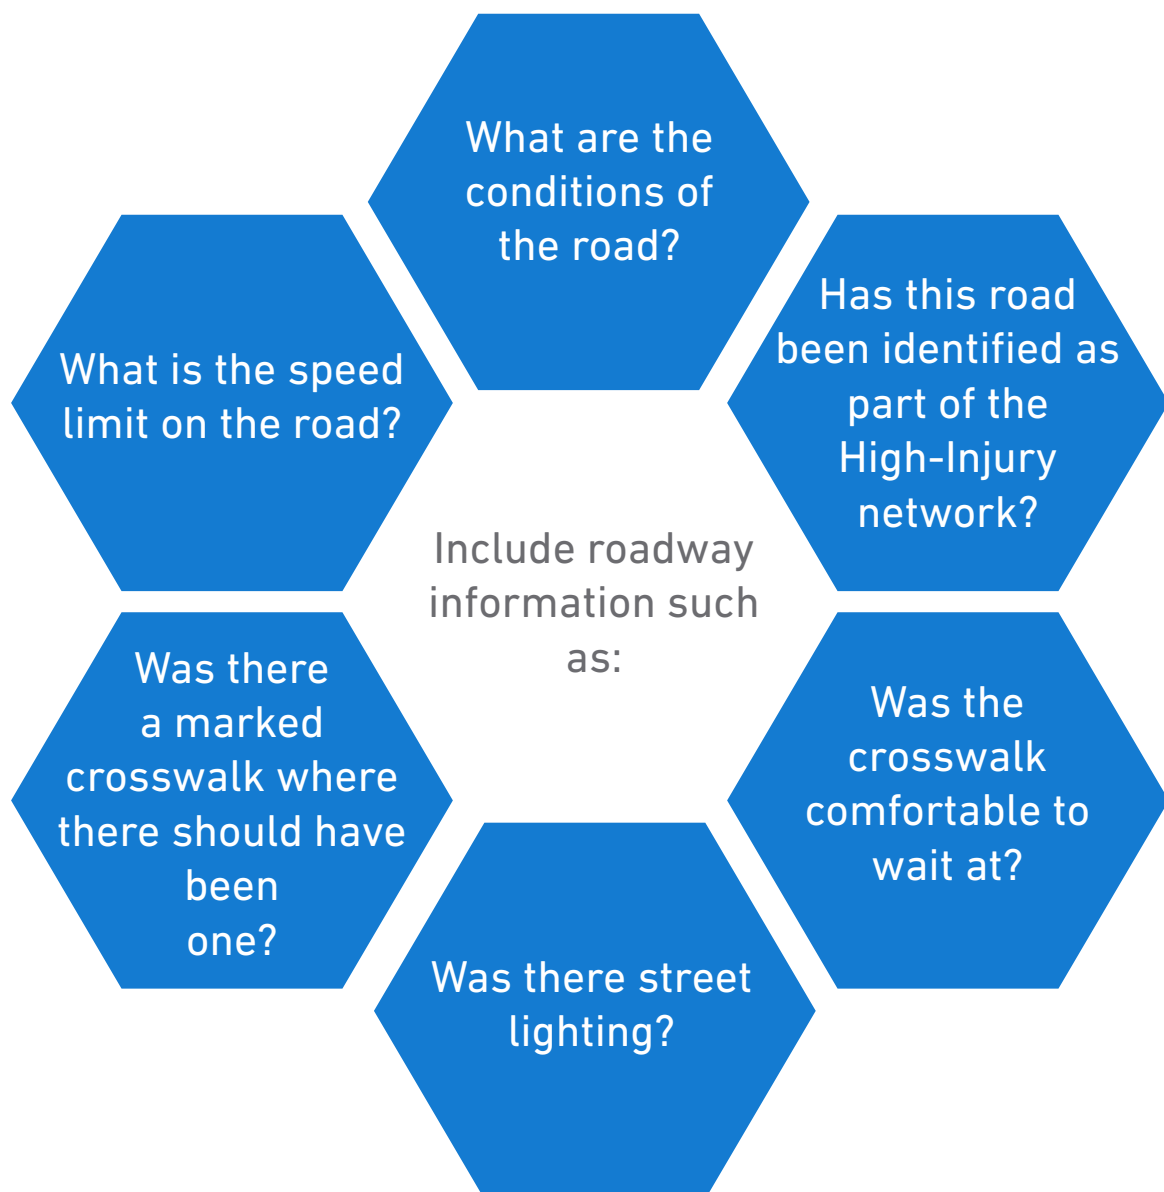 What are the
conditions of
the road?
Has this road
been identified as
part of the
High-Injury
network?
What is the speed
limit on the road?
Include roadway
information such
as:
Was there
a marked
crosswalk where
there should have
been
one?
Was the
crosswalk
comfortable to
wait at?
Was there street
lighting?